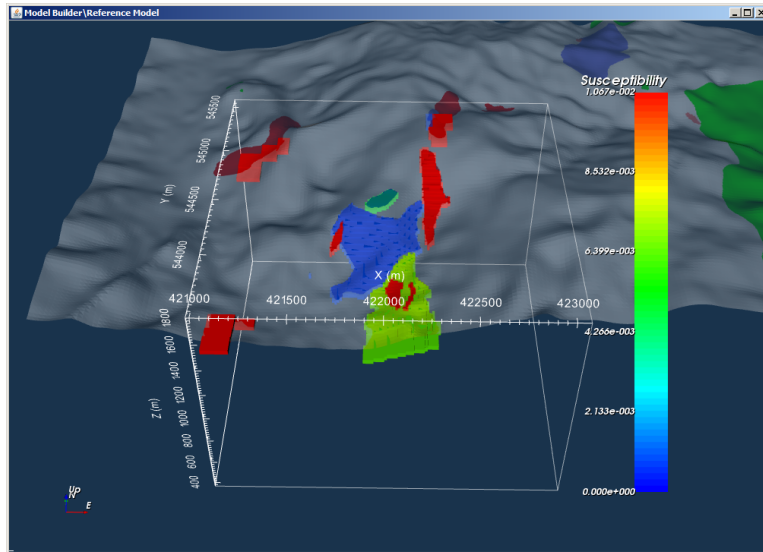 Model Builder\Reference Model
Susceptibility
1.067e-002
8.532e-003
6.399e-003
4.266e-003
2.133e-003
0.000e+000
545500
545000
544500
544000
Y (m)
X (m)
421000
421500
422000
422500
423000
1800
1600
1400
1200
1000
800
600
400
Z (m)
UP
N
E